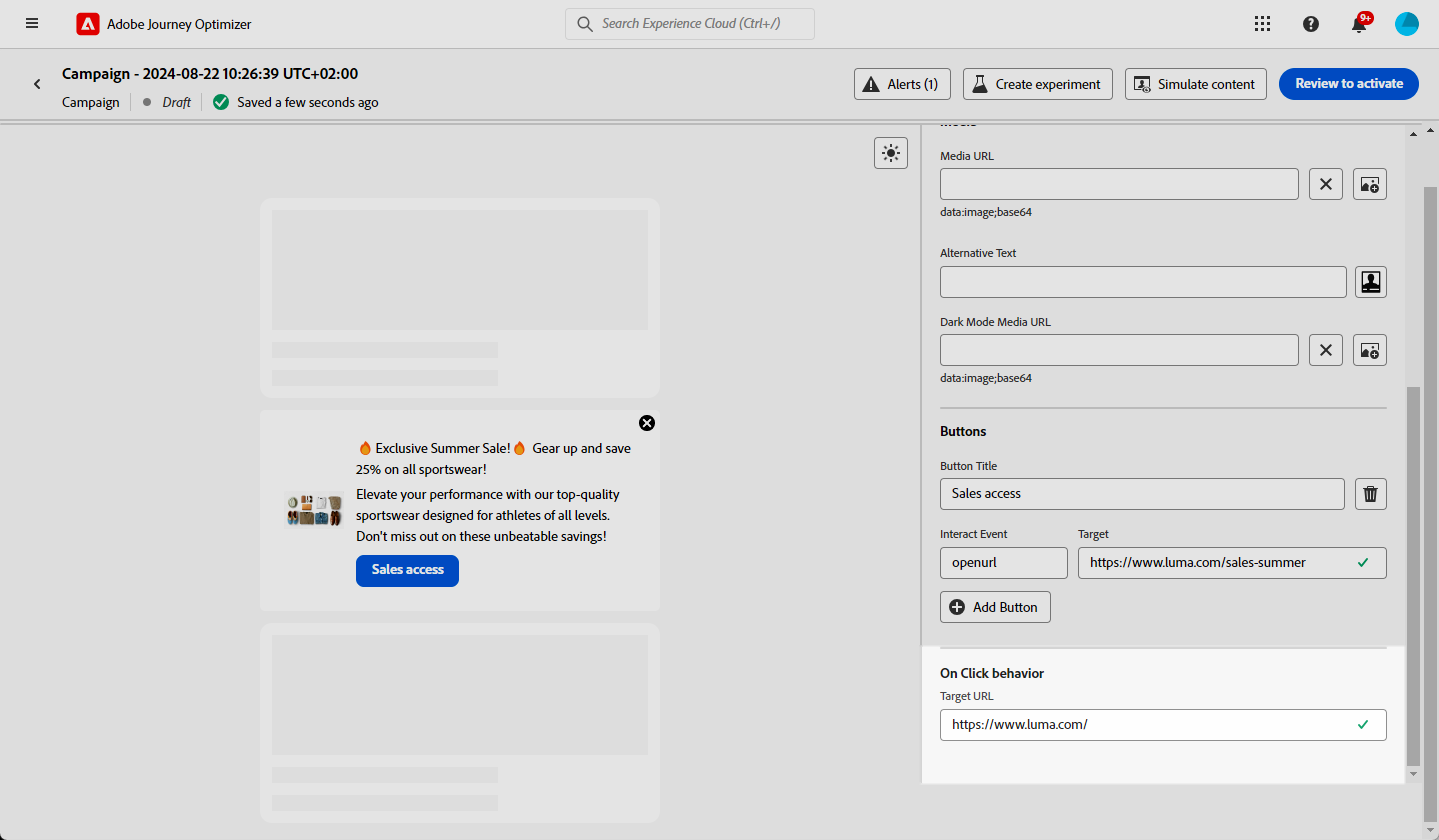 Adobe Journey Optimizer
Search Experience Cloud (Ctrl+/)
9+
Campaign - 2024-08-22 10:26:39 UTC+02:00
Campaign
Draft
Saved a few seconds ago
Alerts (1)
Create experiment
Simulate content
Review to activate
Media URL
data:image;base64
Alternative Text
Dark Mode Media URL
data:image;base64
Buttons
Button Title
Sales access
Interact Event
Target
openurl
https://www.luma.com/sales-summer
Add Button
On Click behavior
Target URL
https://www.luma.com/
🔥 Exclusive Summer Sale!🔥 Gear up and save
25% on all sportswear!
Elevate your performance with our top-quality
sportswear designed for athletes of all levels.
Don't miss out on these unbeatable savings!
Sales access